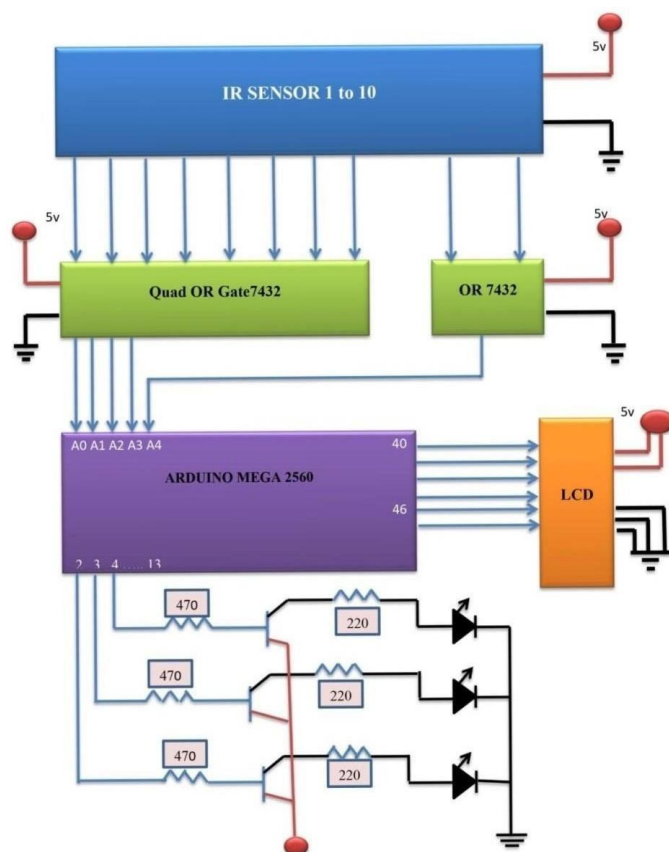 5v
IR SENSOR 1 to 10
5v
5v
Quad OR Gate7432
OR 7432
A0 A1 A2 A3 A4
40
5v
ARDUINO MEGA 2560
LCD
46
2 3 4 ..... 13
470
220
470
220
470
220